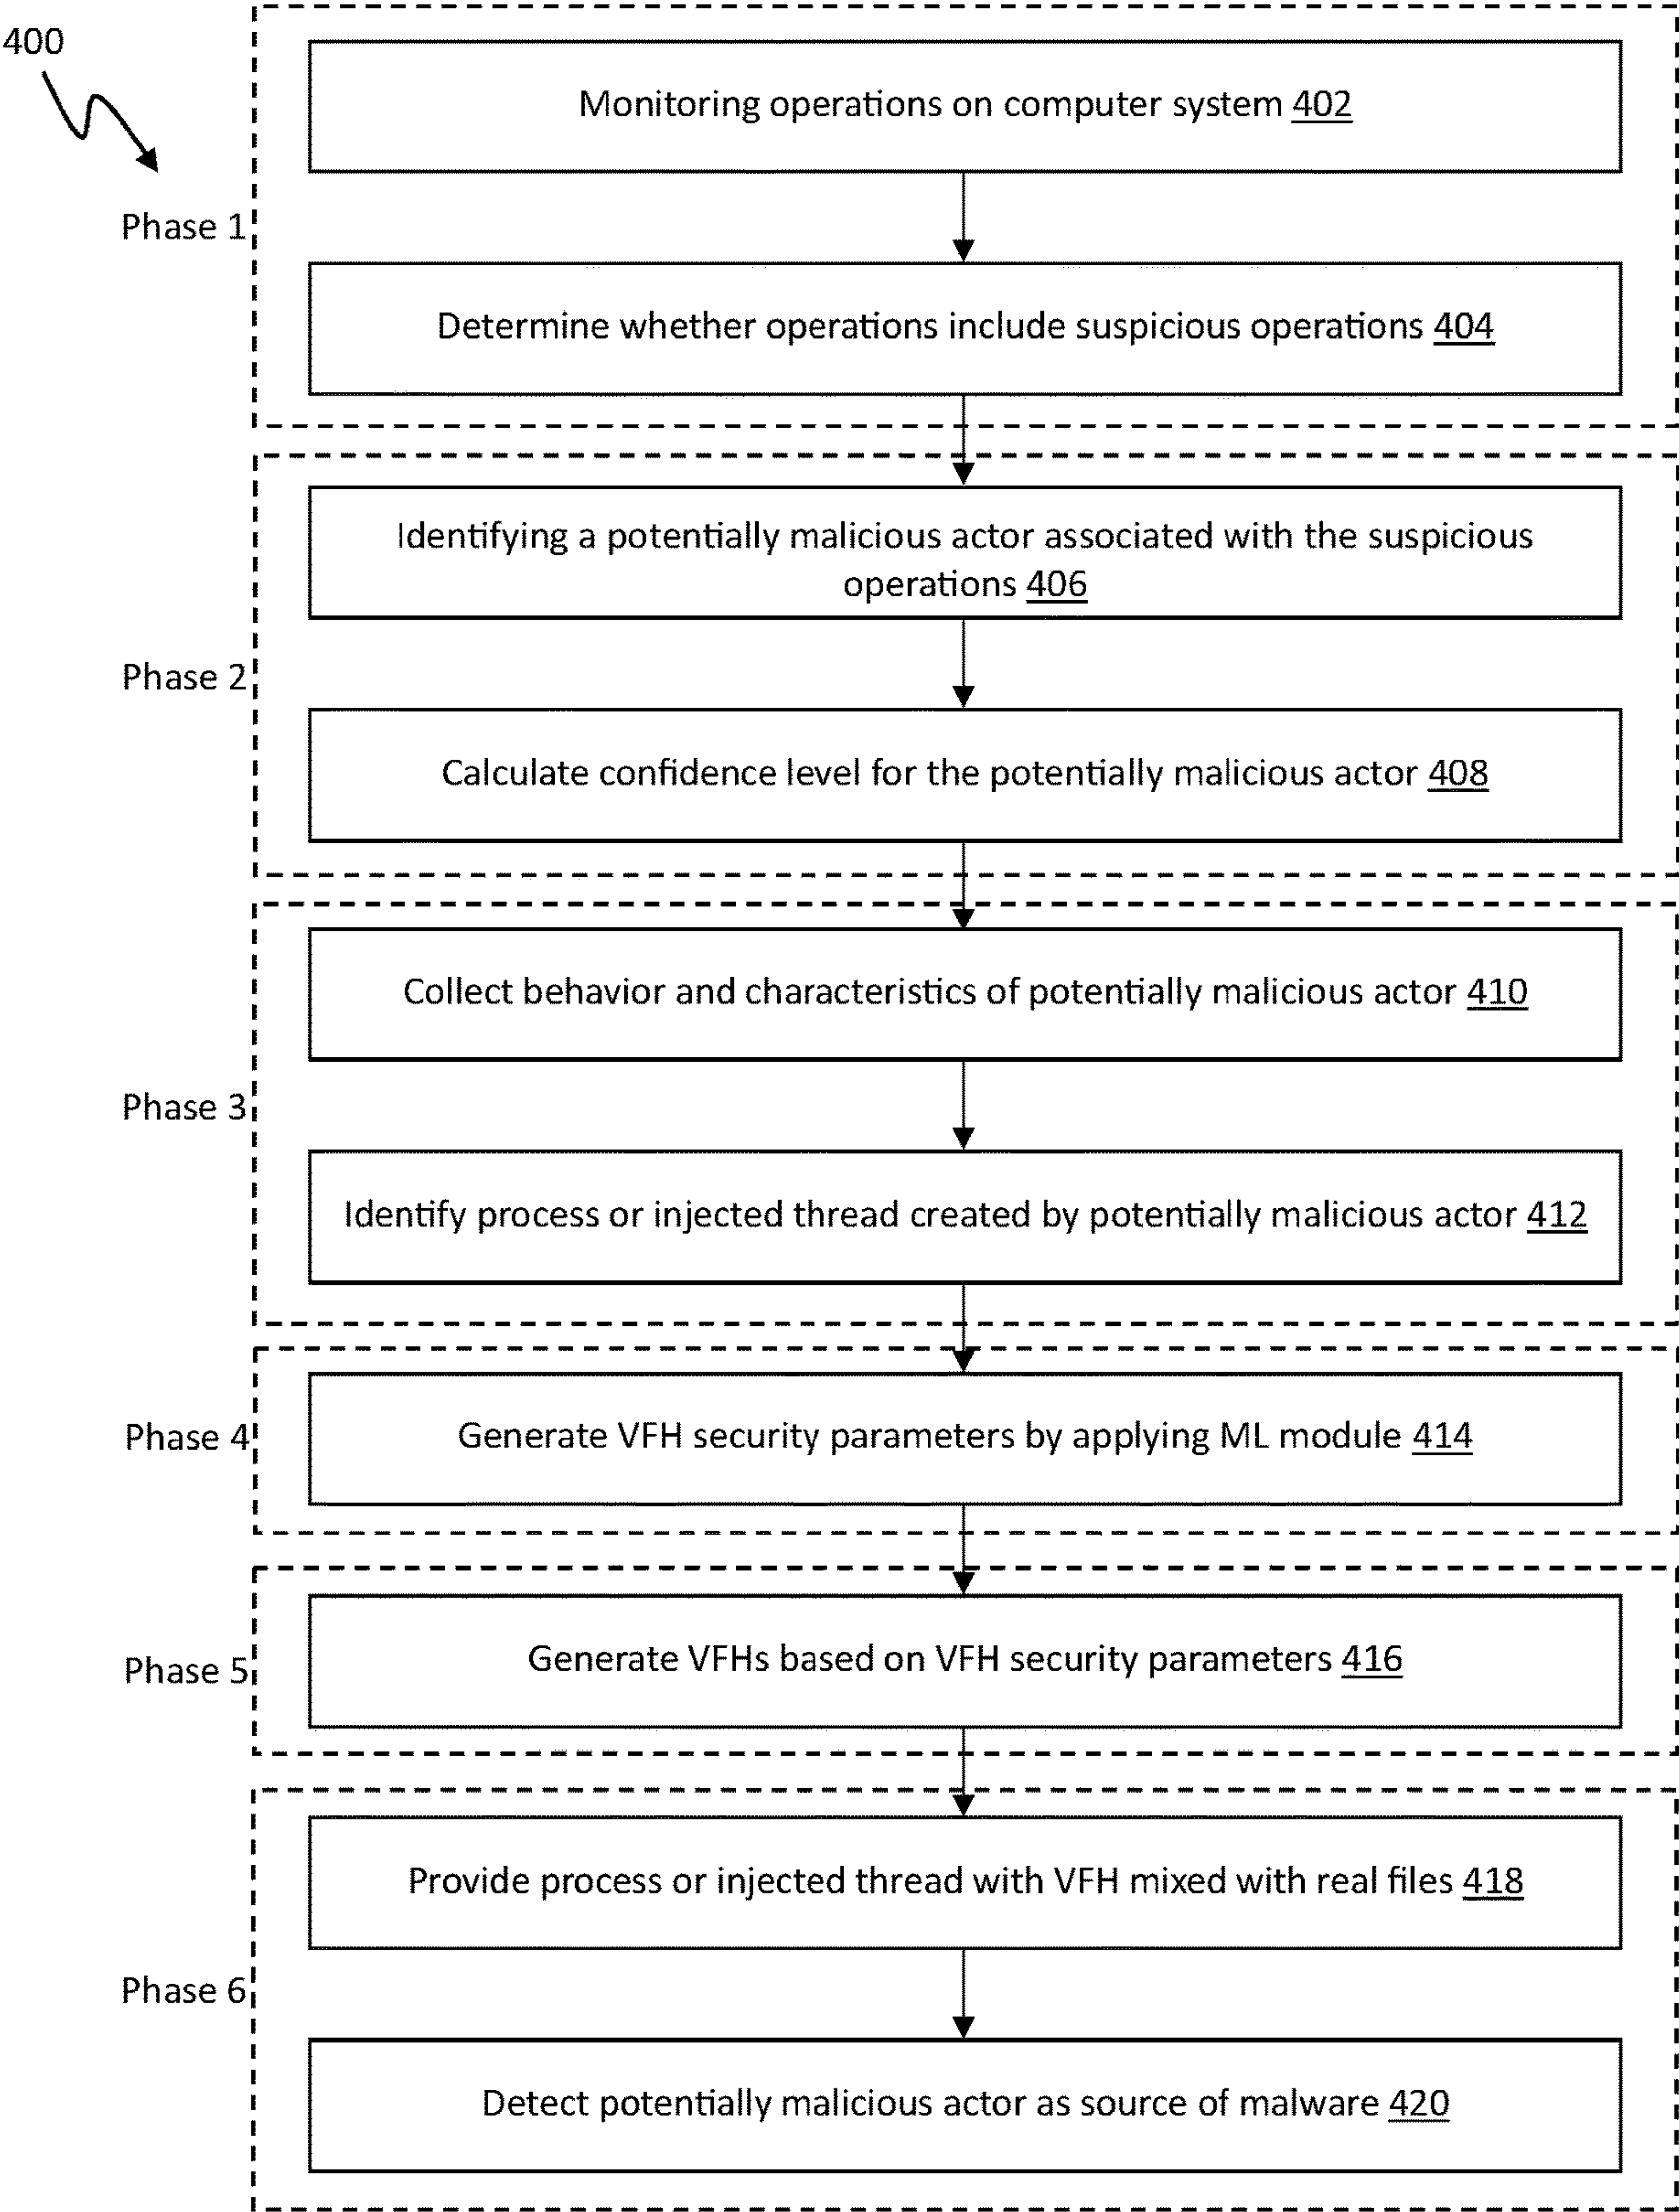 400
Monitoring operations on computer system 402
Phase 1
Determine whether operations include suspicious operations 404
Identifying a potentially malicious actor associated with the suspicious
operations 406
Phase 2
Calculate confidence level for the potentially malicious actor 408
Collect behavior and characteristics of potentially malicious actor 410
Phase 3
Identify process or injected thread created by potentially malicious actor 412
Phase 4
Generate VFH security parameters by applying ML module 414
Phase 5
Generate VFHs based on VFH security parameters 416
Provide process or injected thread with VFH mixed with real files 418
Phase 6
Detect potentially malicious actor as source of malware 420